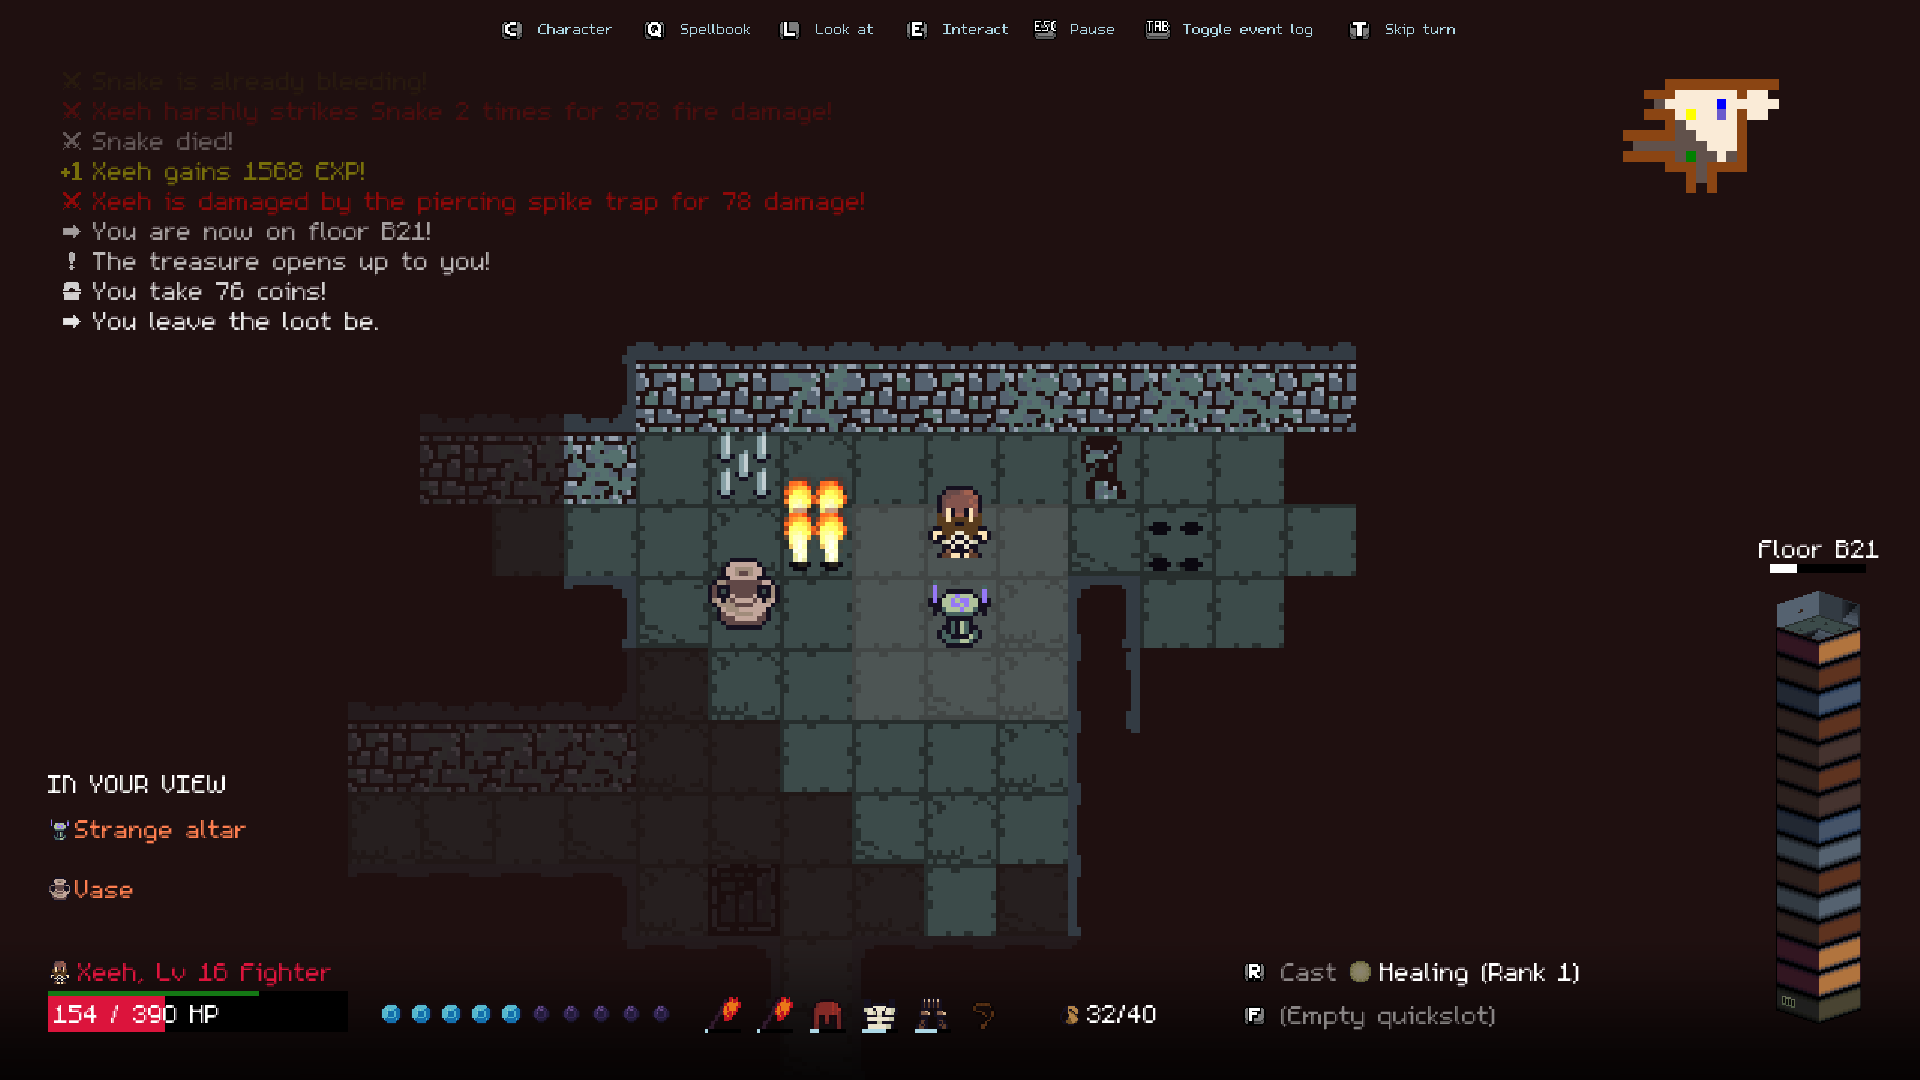 C Character Q Spellbook L Look at E Interact ESC Pause TAB Toggle event log T Skip turn
Snake is already bleeding!
Xeeh harshly strikes Snake 2 times for 378 fire damage!
Snake died!
+1 Xeeh gains 1568 EXP!
Xeeh is damaged by the piercing spike trap for 78 damage!
You are now on floor B21!
! The treasure opens up to you!
You take 76 coins!
You leave the loot be.
Floor B21
IN YOUR VIEW
Strange altar
Vase
Xeeh, Lv 16 Fighter
154 / 390 HP
32/40
R Cast Healing (Rank 1)
F (Empty quickslot)